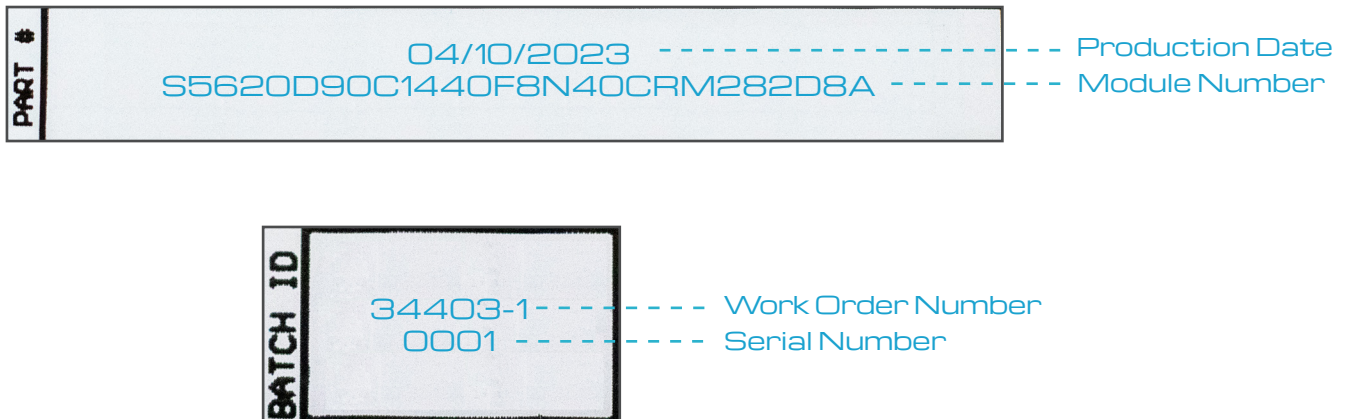 PART #
04/10/2023 Production Date
S5620D90C1440F8N40CRM282D8A Module Number
BATCH ID
34403-1 Work Order Number
0001 Serial Number